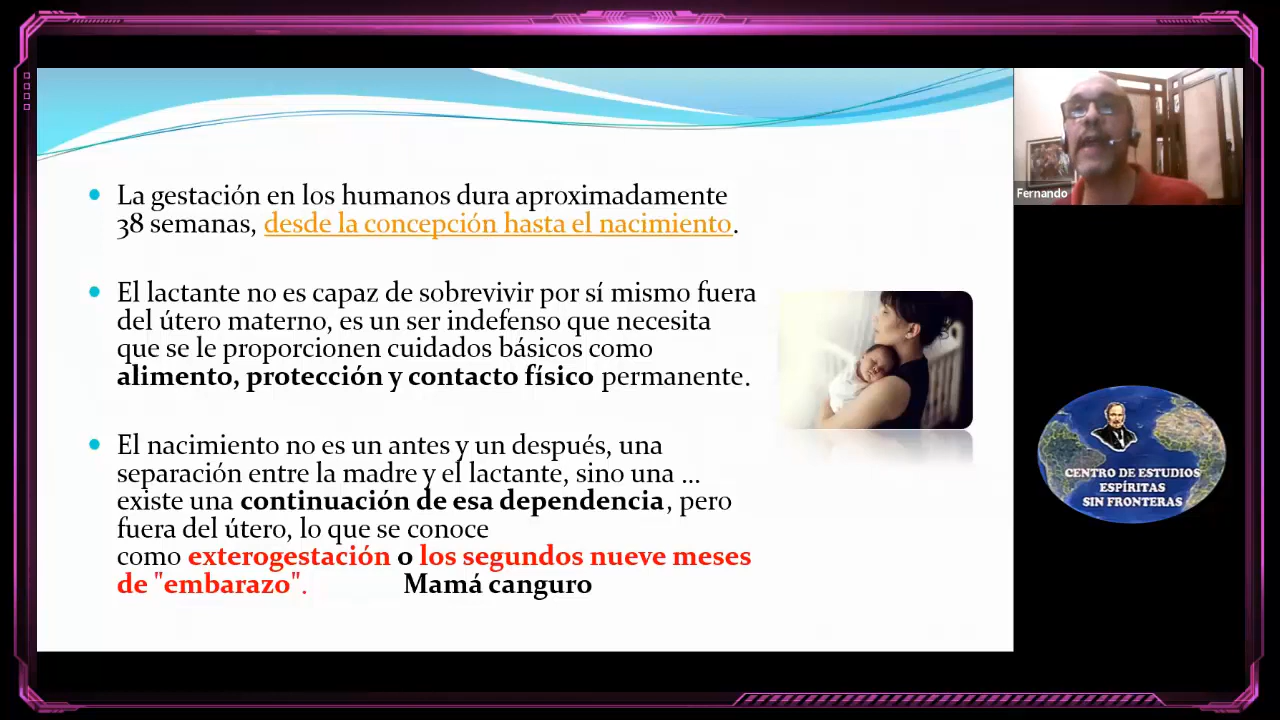 La gestación en los humanos dura aproximadamente
38 semanas, desde la concepción hasta el nacimiento.
El lactante no es capaz de sobrevivir por sí mismo fuera
del útero materno, es un ser indefenso que necesita
que se le proporcionen cuidados básicos como
alimento, protección y contacto físico permanente.
El nacimiento no es un antes y un después, una
separación entre la madre y el lactante, sino una ...
existe una continuación de esa dependencia, pero
fuera del útero, lo que se conoce
como exterogestación o los segundos nueve meses
de "embarazo". Mamá canguro
Fernando
CENTRO DE ESTUDIOS
ESPÍRITAS
SIN FRONTERAS